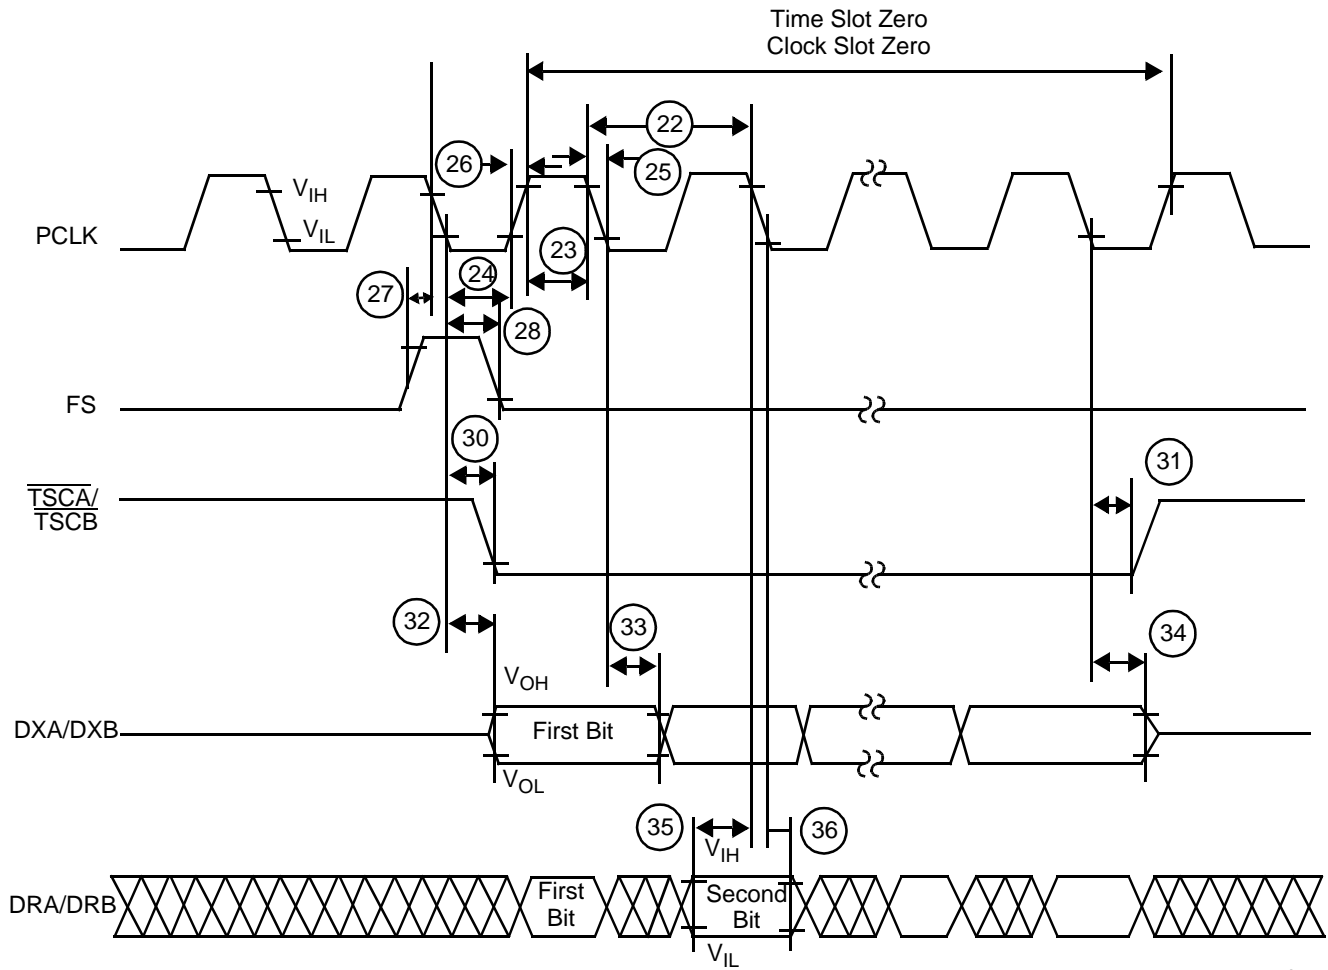 Time Slot Zero
Clock Slot Zero
22
26
25
VIH
VIL
PCLK
23
24
27
28
FS
30
31
TSCA/
TSCB
32
33
34
VOH
DXA/DXB
First Bit
VOL
35
36
VIH
DRA/DRB
First
Bit
Second
Bit
VIL